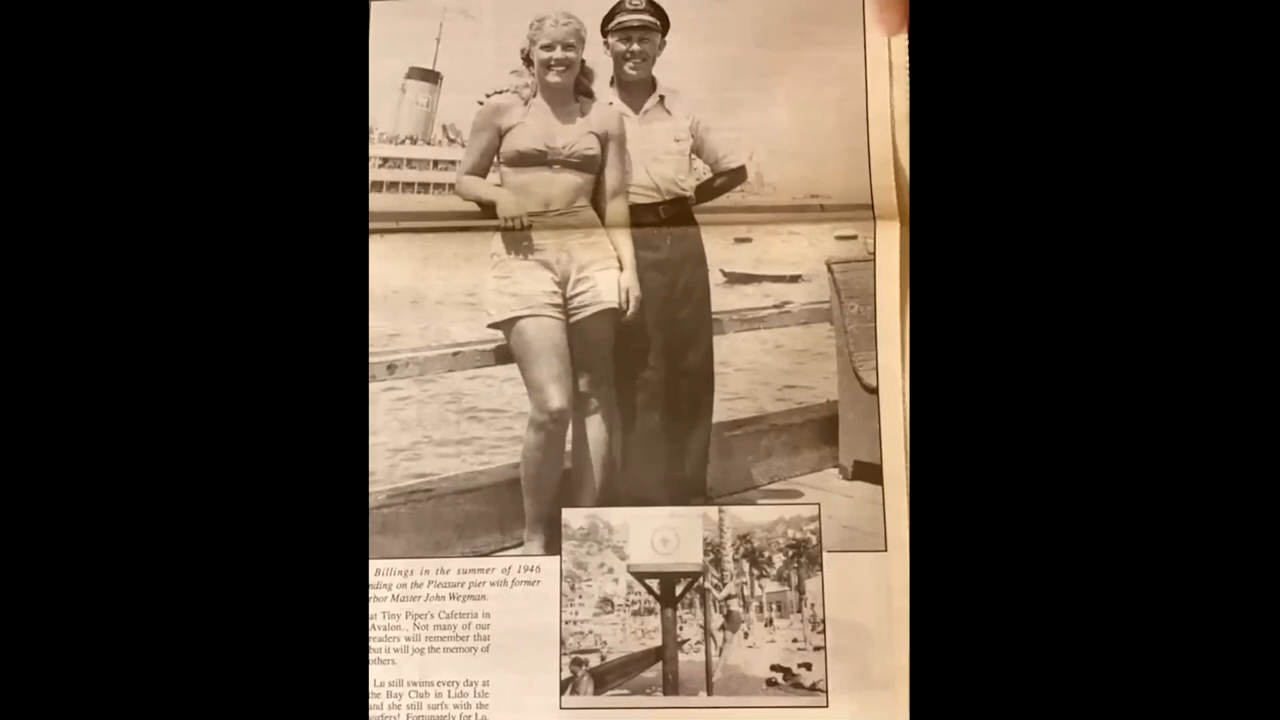 Billings in the summer of 1946
nding on the Pleasure pier with former
rbor Master John Wegman.
at Tiny Piper's Cafeteria in
Avalon., Not many of our
readers will remember that
but it will jog the memory of
others.
Lu still swims every day at
the Bay Club in Lido Isle
and she still surfs with the
surfers! Fortunately for Lu,